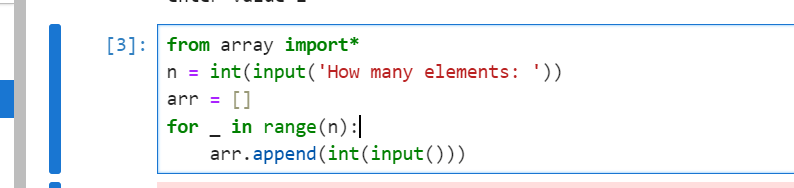 [3]:
from array import*
n = int(input('How many elements: '))
arr = []
for _ in range(n):
    arr.append(int(input()))